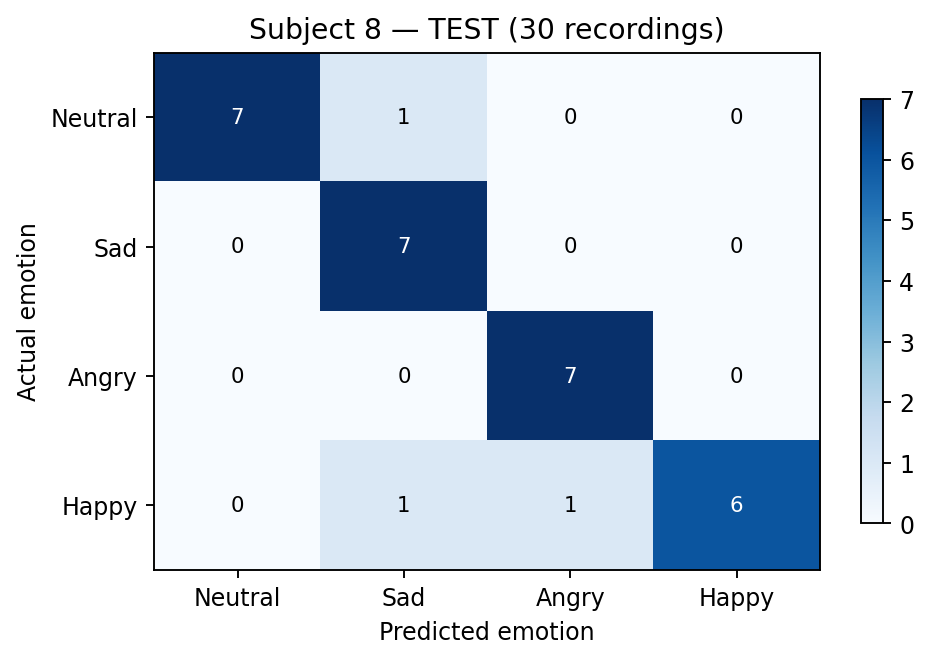 Subject 8 — TEST (30 recordings)
Neutral 7 1 0 0
Sad 0 7 0 0
Angry 0 0 7 0
Happy 0 1 1 6
Neutral Sad Angry Happy
Predicted emotion
Actual emotion
7
6
5
4
3
2
1
0